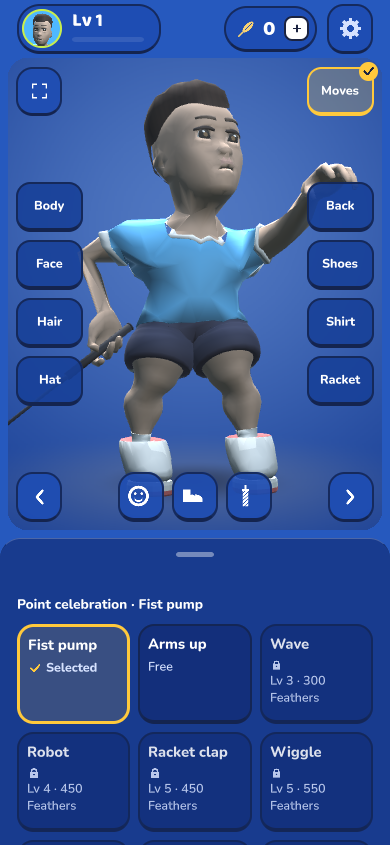 Lv 1
0
Moves
Body
Back
Face
Shoes
Hair
Shirt
Hat
Racket
Point celebration · Fist pump
Fist pump
Selected
Arms up
Free
Wave
Lv 3 · 300
Feathers
Robot
Lv 4 · 450
Feathers
Racket clap
Lv 5 · 450
Feathers
Wiggle
Lv 5 · 550
Feathers